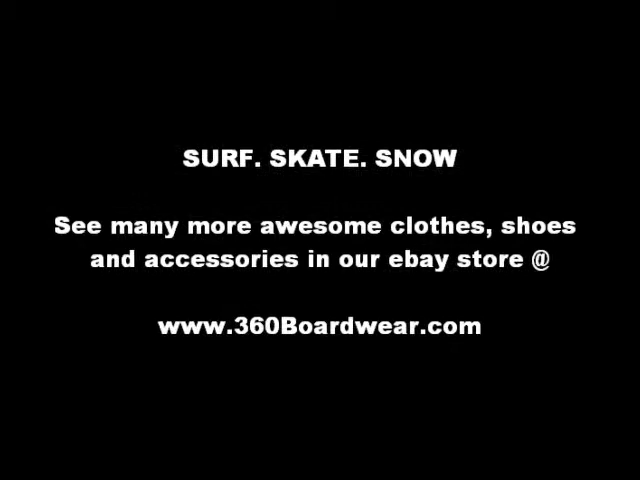 SURF. SKATE. SNOW
See many more awesome clothes, shoes
and accessories in our ebay store @
www.360Boardwear.com